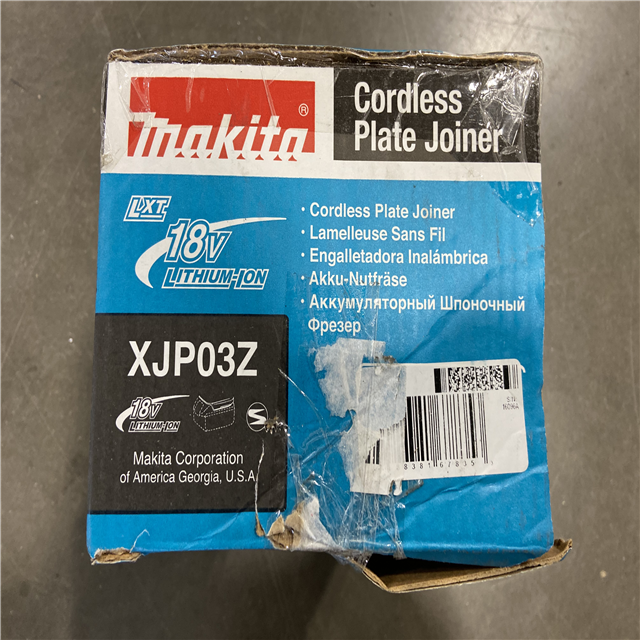 makita®
Cordless
Plate Joiner
LXT
18V
LITHIUM-ION
· Cordless Plate Joiner
· Lamelleuse Sans Fil
· Engalletadora Inalámbrica
· Akku-Nutfräse
· Аккумуляторный Шпоночный
Фрезер
XJP03Z
18V
LITHIUM-ION
Makita Corporation
of America Georgia, U.S.A